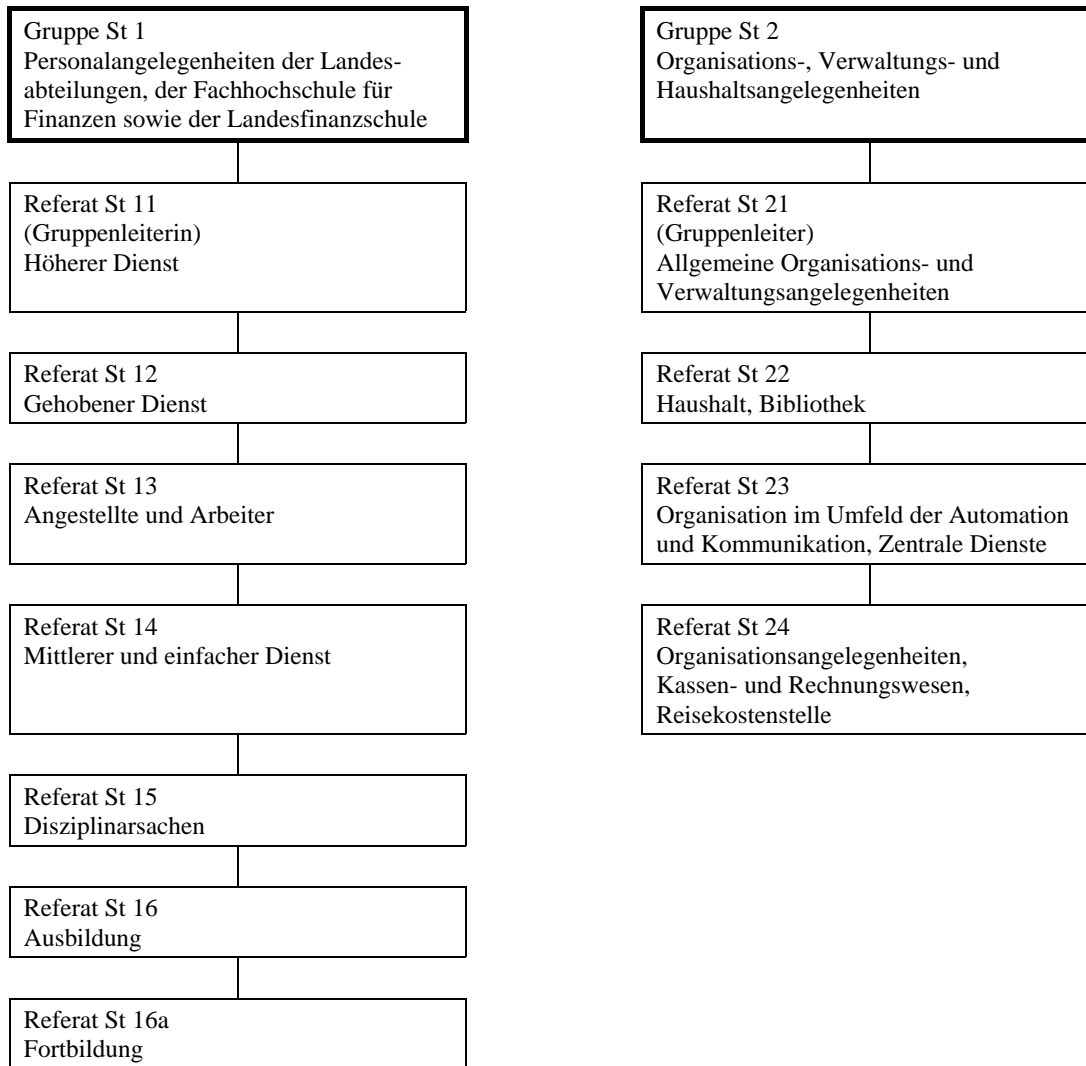 Gruppe St 1
Personalangelegenheiten der Landes-
abteilungen, der Fachhochschule für
Finanzen sowie der Landesfinanzschule
Referat St 11
(Gruppenleiterin)
Höherer Dienst
Referat St 12
Gehobener Dienst
Referat St 13
Angestellte und Arbeiter
Referat St 14
Mittlerer und einfacher Dienst
Referat St 15
Disziplinarsachen
Referat St 16
Ausbildung
Referat St 16a
Fortbildung
Gruppe St 2
Organisations-, Verwaltungs- und
Haushaltsangelegenheiten
Referat St 21
(Gruppenleiter)
Allgemeine Organisations- und
Verwaltungsangelegenheiten
Referat St 22
Haushalt, Bibliothek
Referat St 23
Organisation im Umfeld der Automation
und Kommunikation, Zentrale Dienste
Referat St 24
Organisationsangelegenheiten,
Kassen- und Rechnungswesen,
Reisekostenstelle